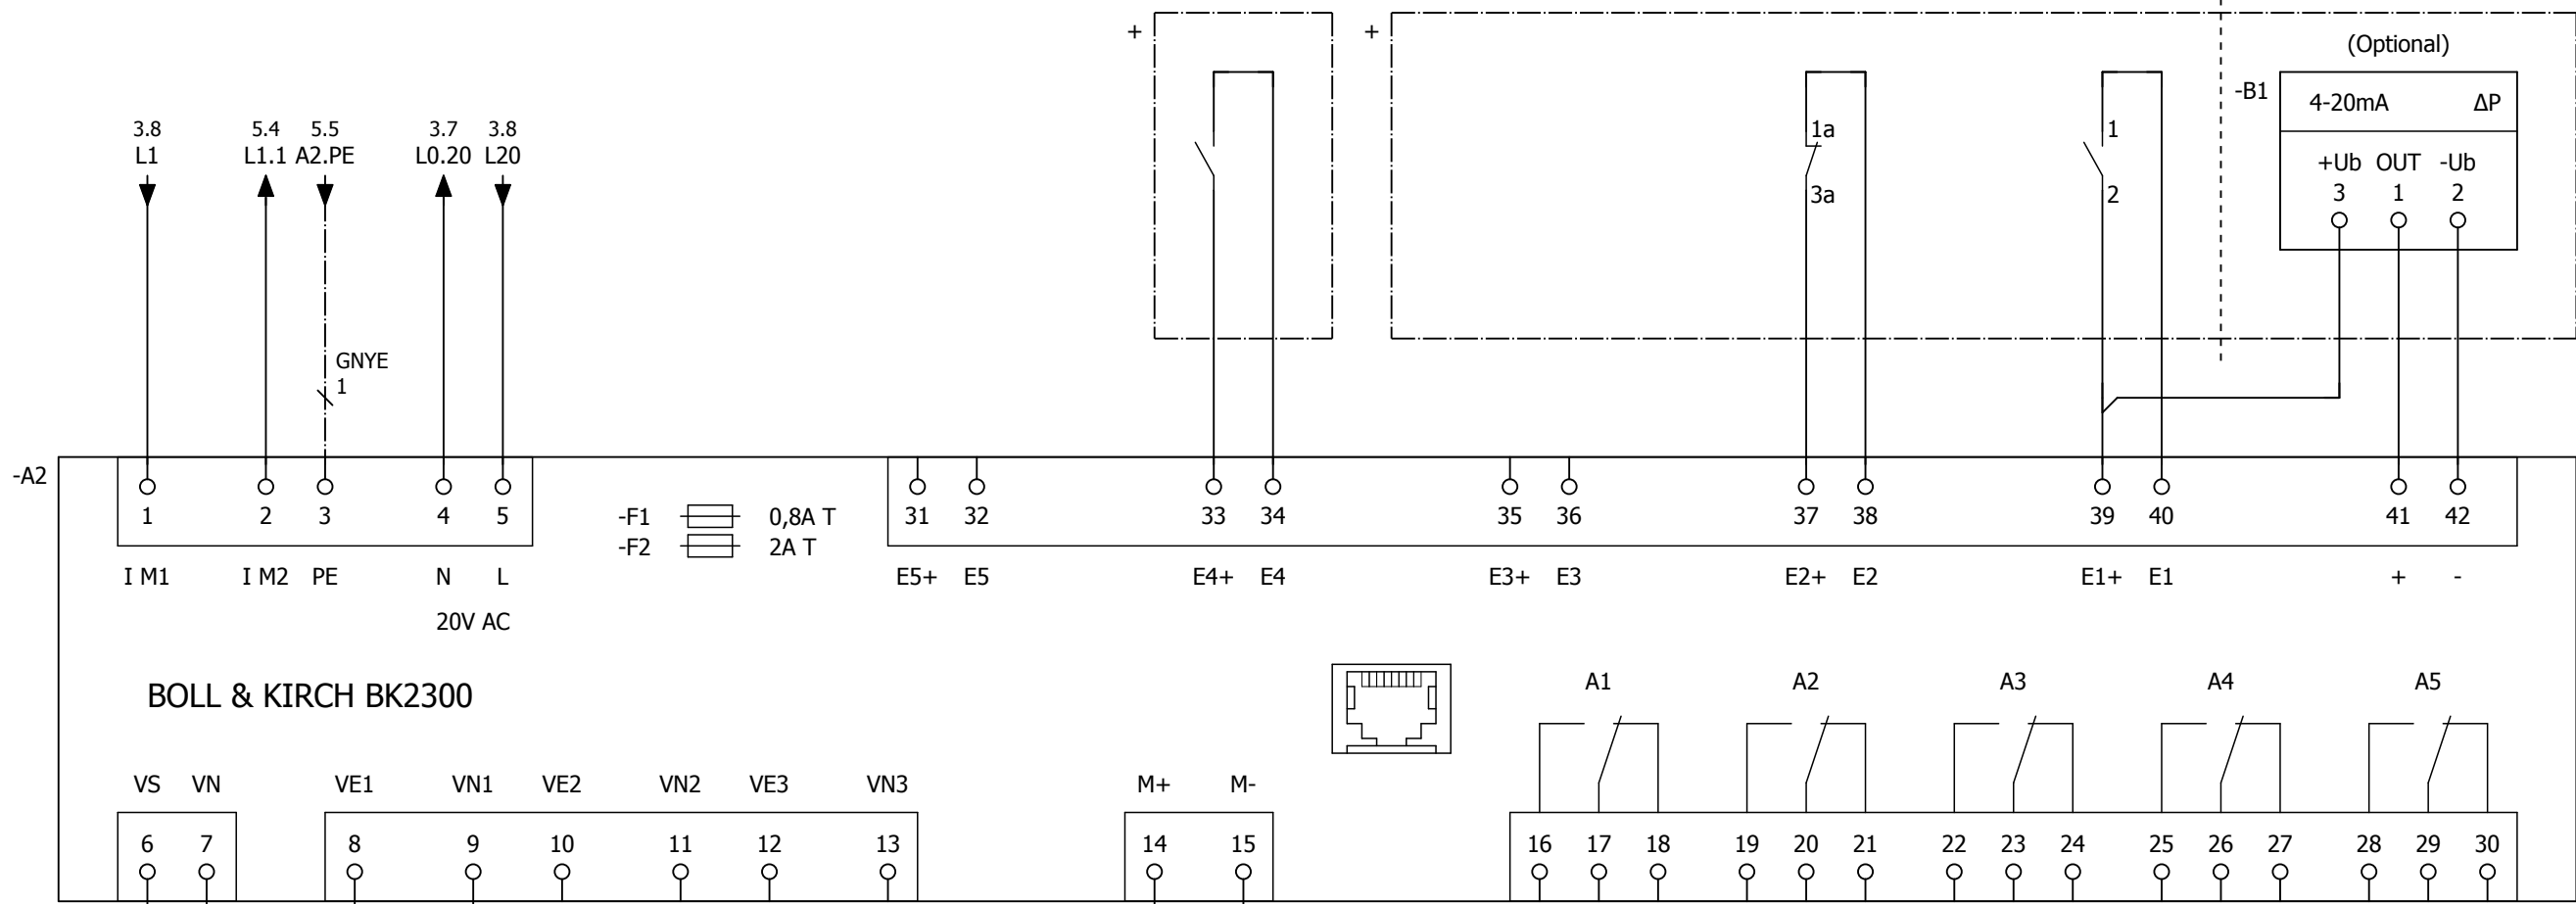 + +
(Optional)
-B1
4-20mA ΔP
3.8 5.4 5.5 3.7 3.8
L1 L1.1 A2.PE L0.20 L20
1a 1
+Ub OUT -Ub
3a 2 3 1 2
GNYE
1
-A2
1 2 3 4 5 -F1 0,8A T 31 32 33 34 35 36 37 38 39 40 41 42
-F2 2A T
I M1 I M2 PE N L E5+ E5 E4+ E4 E3+ E3 E2+ E2 E1+ E1 + -
20V AC
BOLL & KIRCH BK2300
A1 A2 A3 A4 A5
VS VN VE1 VN1 VE2 VN2 VE3 VN3 M+ M-
6 7 8 9 10 11 12 13 14 15 16 17 18 19 20 21 22 23 24 25 26 27 28 29 30